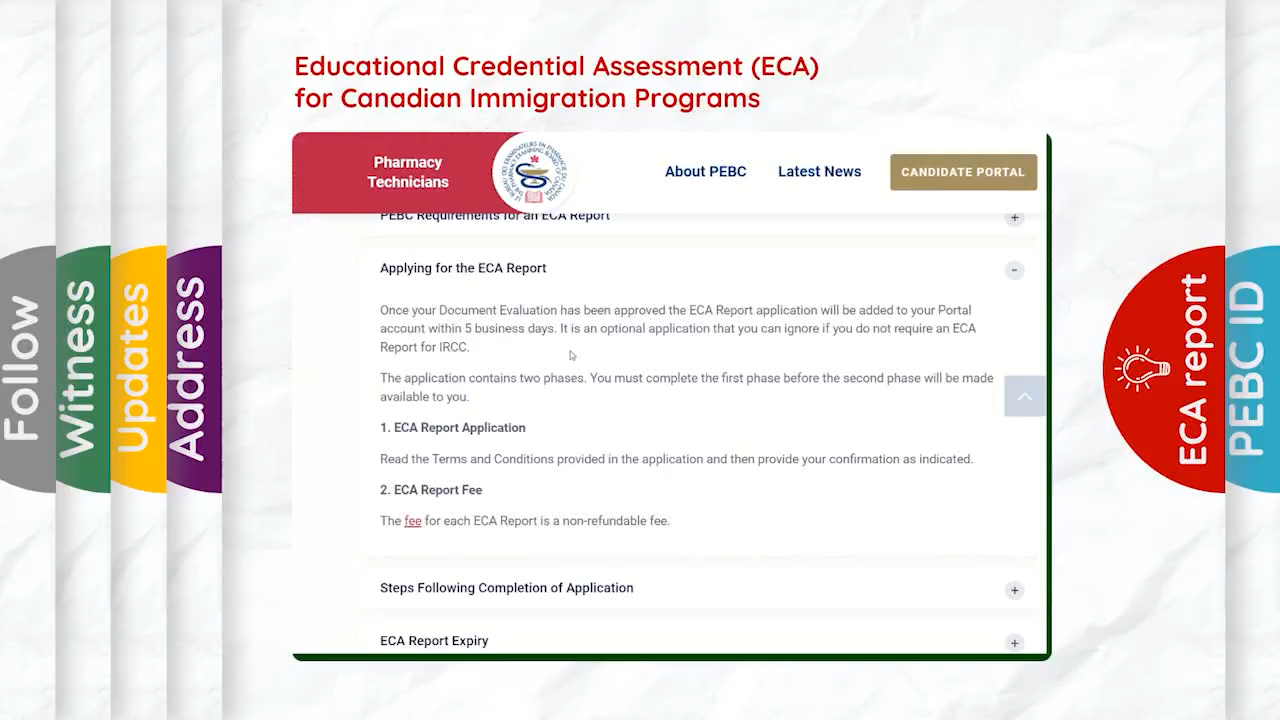 Educational Credential Assessment (ECA)
for Canadian Immigration Programs
Pharmacy
Technicians
About PEBC
Latest News
CANDIDATE PORTAL
PEBC Requirements for an ECA Report
Applying for the ECA Report
Once your Document Evaluation has been approved the ECA Report application will be added to your Portal
account within 5 business days. It is an optional application that you can ignore if you do not require an ECA
Report for IRCC.
The application contains two phases. You must complete the first phase before the second phase will be made
available to you.
1. ECA Report Application
Read the Terms and Conditions provided in the application and then provide your confirmation as indicated.
2. ECA Report Fee
The fee for each ECA Report is a non-refundable fee.
Steps Following Completion of Application
ECA Report Expiry
Follow
Witness
Updates
Address
ECA report
PEBC ID